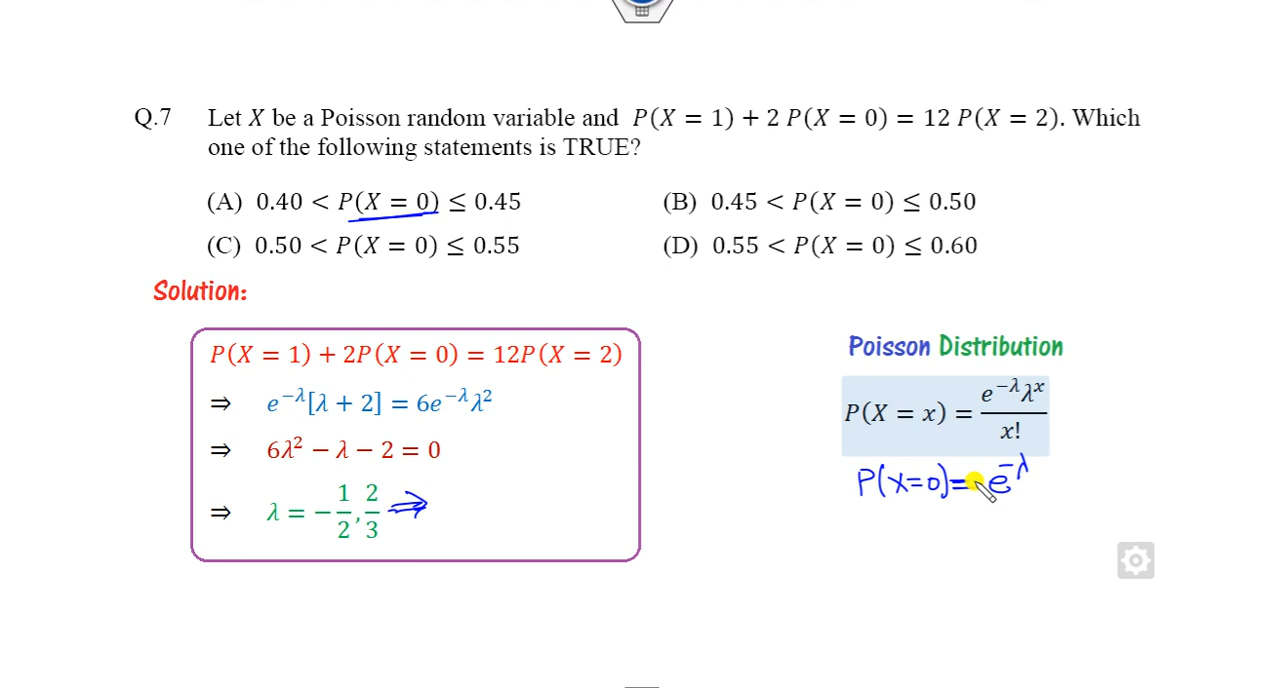 Q.7 Let X be a Poisson random variable and P(X = 1) + 2 P(X = 0) = 12 P(X = 2). Which
one of the following statements is TRUE?
(A) 0.40 < P(X = 0) ≤ 0.45 (B) 0.45 < P(X = 0) ≤ 0.50
(C) 0.50 < P(X = 0) ≤ 0.55 (D) 0.55 < P(X = 0) ≤ 0.60
Solution:
P(X = 1) + 2P(X = 0) = 12P(X = 2)
⇒ e^{-λ}[λ + 2] = 6e^{-λ}λ²
⇒ 6λ² − λ − 2 = 0
⇒ λ = −1/2, 2/3 ⇒
Poisson Distribution
P(X = x) = e^{-λ}λ^x / x!
P(X=0)= e^{-λ}